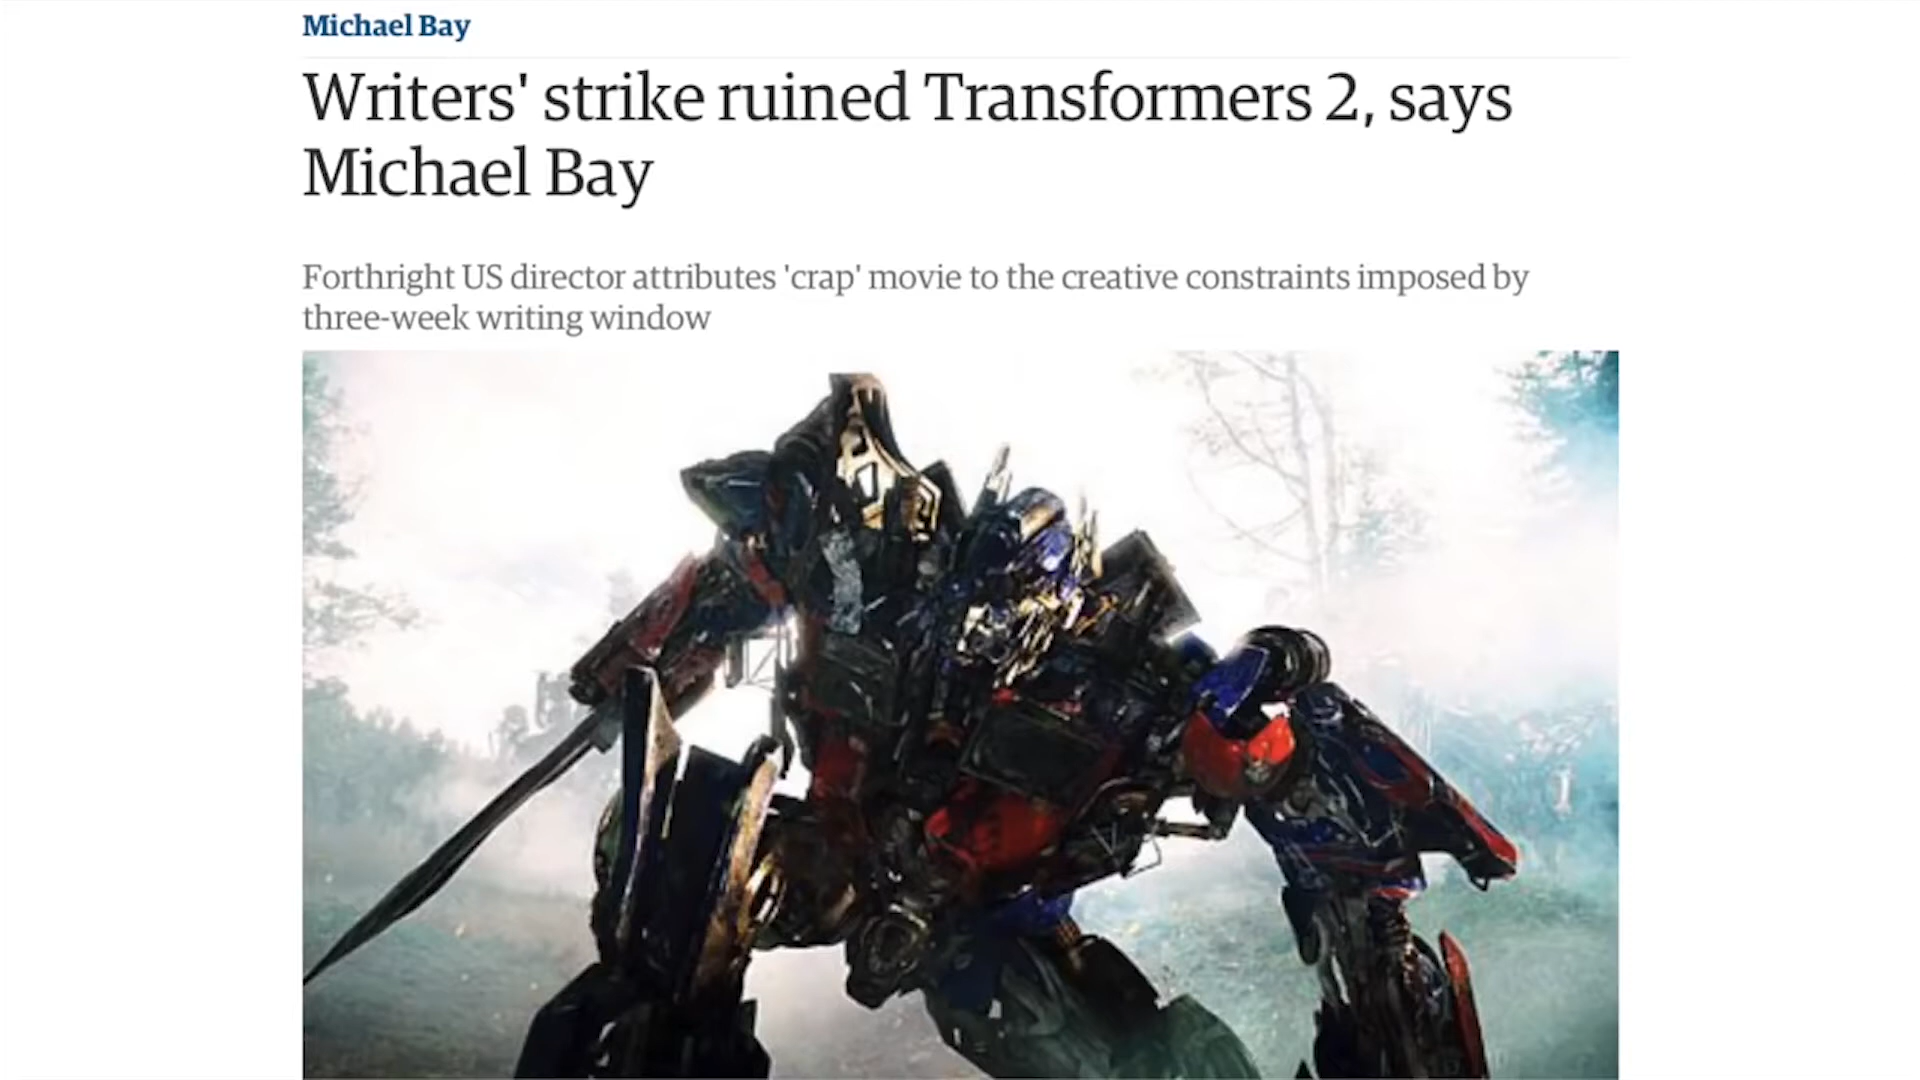 Michael Bay
Writers' strike ruined Transformers 2, says
Michael Bay
Forthright US director attributes 'crap' movie to the creative constraints imposed by
three-week writing window